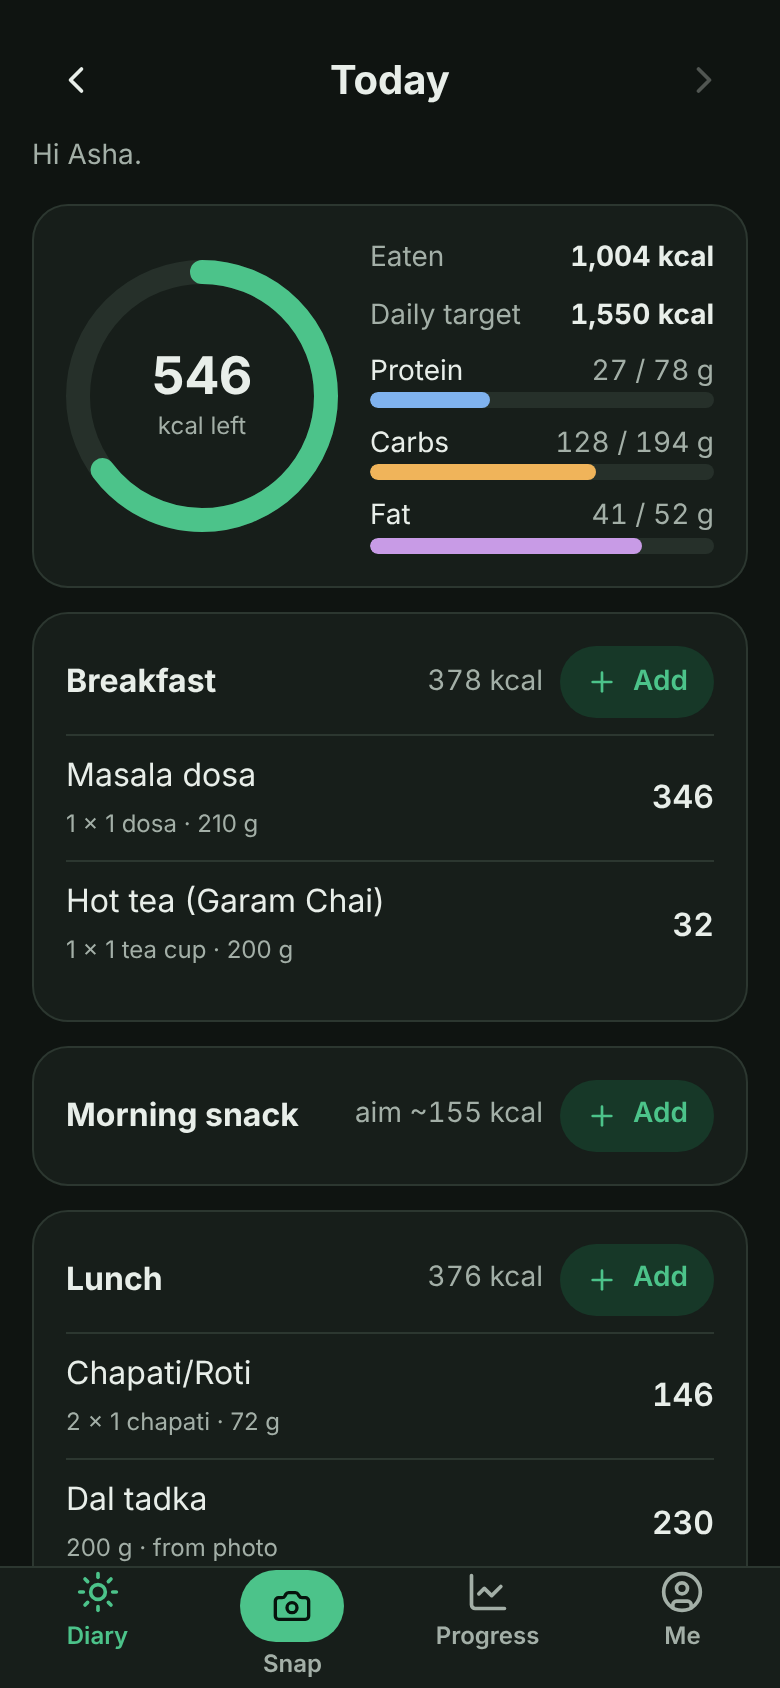 Today
Hi Asha.
546
kcal left
Eaten 1,004 kcal
Daily target 1,550 kcal
Protein 27 / 78 g
Carbs 128 / 194 g
Fat 41 / 52 g
Breakfast 378 kcal + Add
Masala dosa 346
1 × 1 dosa · 210 g
Hot tea (Garam Chai) 32
1 × 1 tea cup · 200 g
Morning snack aim ~155 kcal + Add
Lunch 376 kcal + Add
Chapati/Roti 146
2 × 1 chapati · 72 g
Dal tadka 230
200 g · from photo
Diary Snap Progress Me